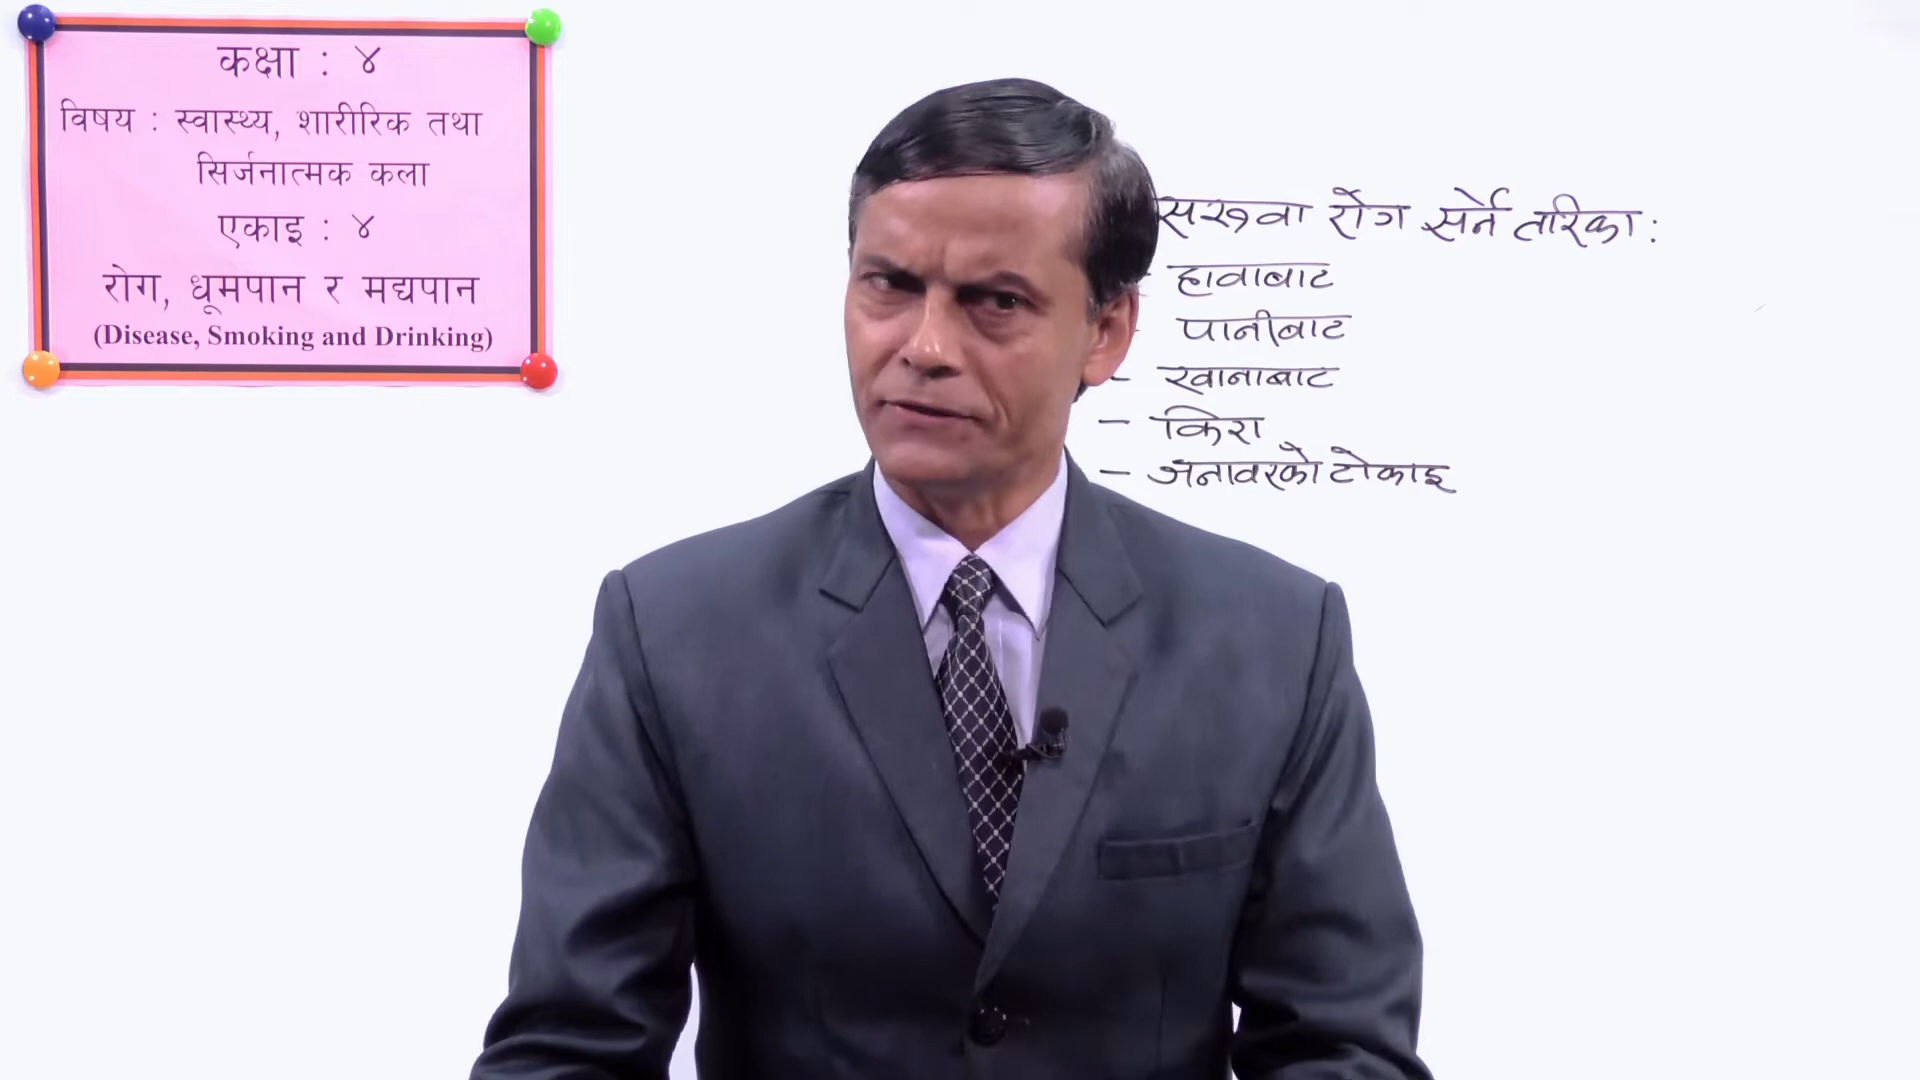 कक्षा : ४
विषय : स्वास्थ्य, शारीरिक तथा
सिर्जनात्मक कला
एकाइ : ४
रोग, धूमपान र मद्यपान
(Disease, Smoking and Drinking)
सरुवा रोग सर्ने तारिका :
- हावाबाट
- पानीबाट
- खानाबाट
- किरा
- जनावरको टोकाइ